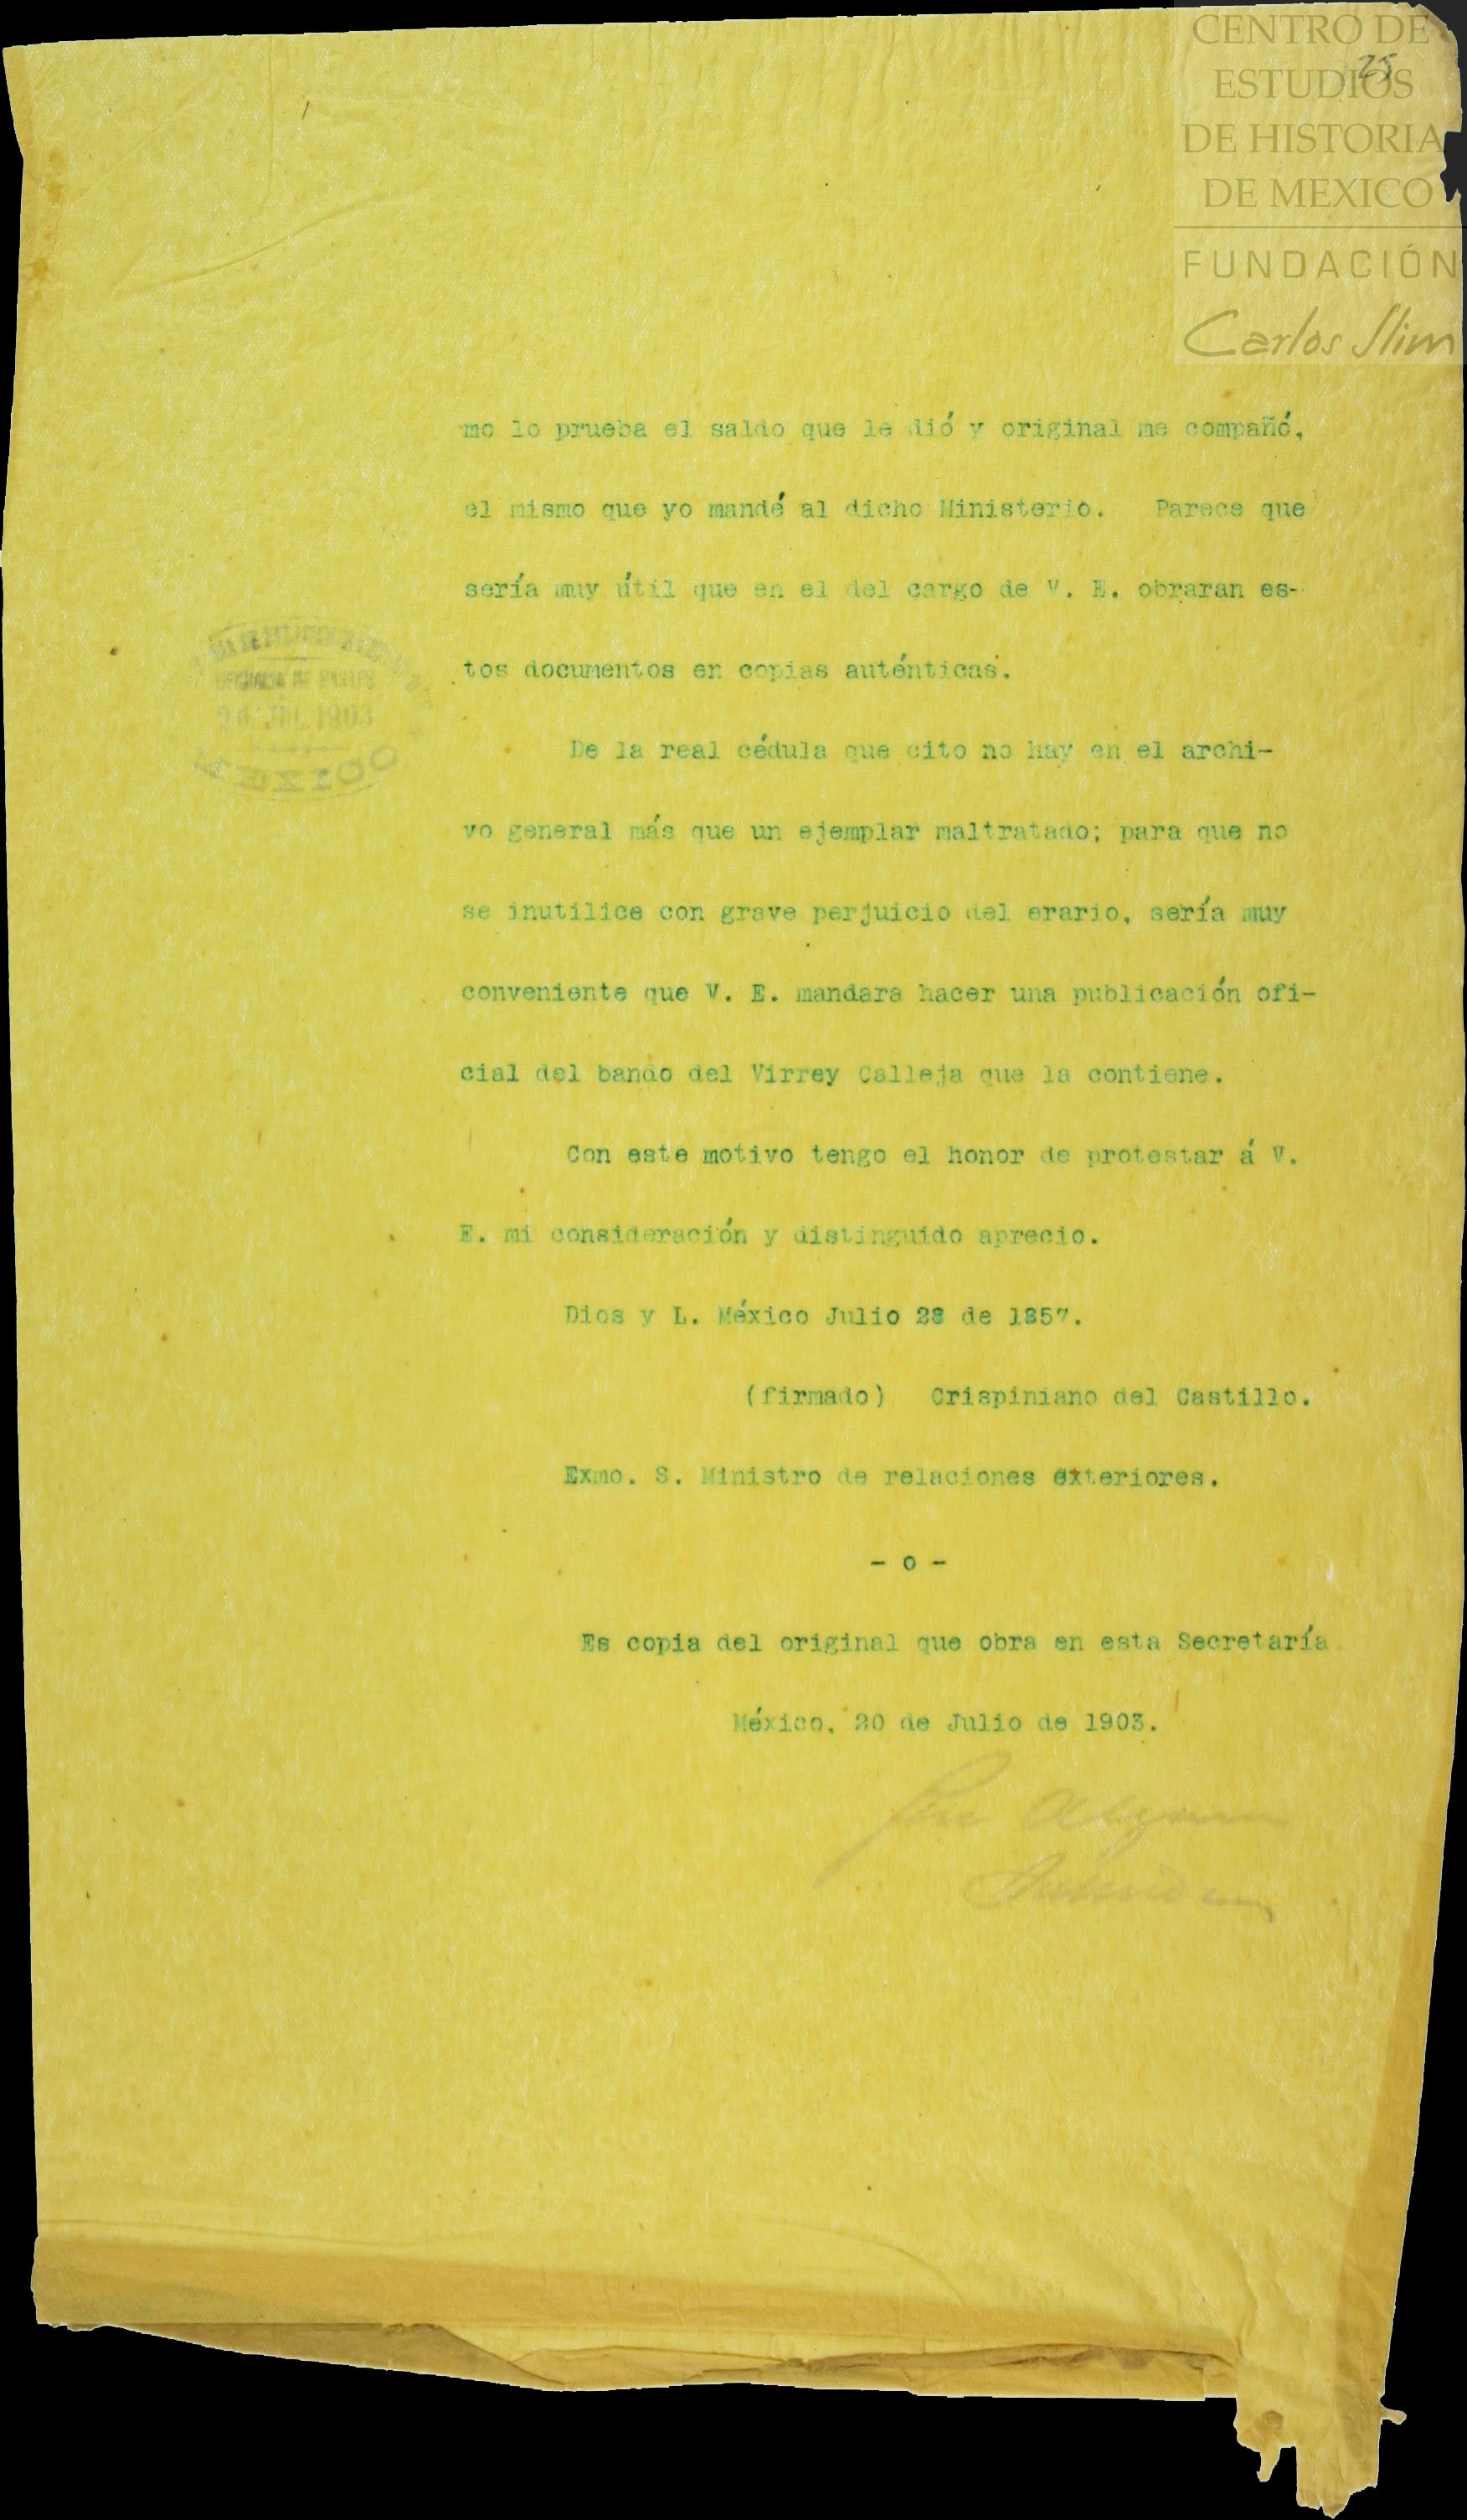 CENTRO DE
ESTUDIOS
DE HISTORIA
DE MEXICO
FUNDACIÓN
Carlos Slim
25
mo lo prueba el saldo que le dió y original me compañó,
el mismo que yo mandé al dicho Ministerio. Parece que
sería muy útil que en el del cargo de V. E. obraran es-
tos documentos en copias auténticas.
De la real cédula que cito no hay en el archi-
vo general más que un ejemplar maltratado; para que no
se inutilice con grave perjuicio del erario, sería muy
conveniente que V. E. mandara hacer una publicación ofi-
cial del bando del Virrey Calleja que la contiene.
Con este motivo tengo el honor de protestar á V.
E. mi consideración y distinguido aprecio.
Dios y L. México Julio 28 de 1857.
(firmado) Crispiniano del Castillo.
Exmo. S. Ministro de relaciones exteriores.
- o -
Es copia del original que obra en esta Secretaría
México, 20 de Julio de 1903.
JUL 1903
MEXICO